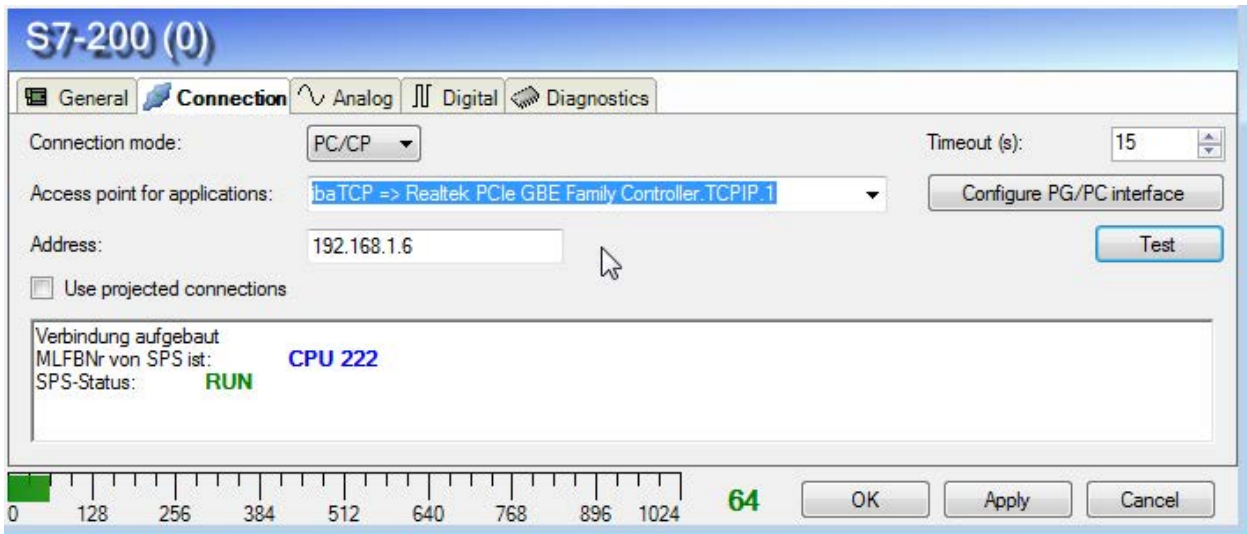 S7-200 (0)
General Connection Analog Digital Diagnostics
Connection mode: PC/CP Timeout (s): 15
Access point for applications: ibaTCP => Realtek PCIe GBE Family Controller.TCPIP.1 Configure PG/PC interface
Address: 192.168.1.6 Test
Use projected connections
Verbindung aufgebaut
MLFBNr von SPS ist: CPU 222
SPS-Status: RUN
0 128 256 384 512 640 768 896 1024 64 OK Apply Cancel